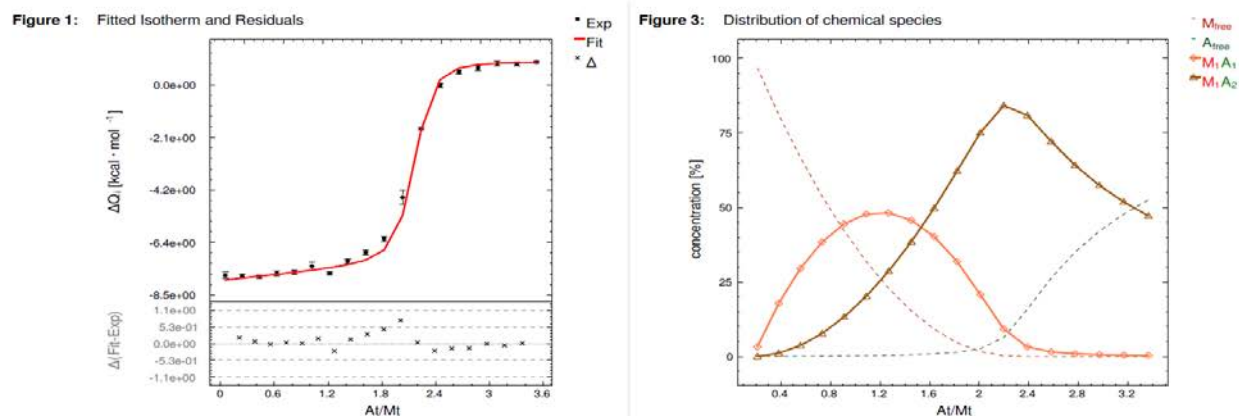 Figure 1: Fitted Isotherm and Residuals
Exp
Fit
Δ
ΔQi [kcal · mol -1]
0.0e+00
-2.1e+00
-4.2e+00
-6.4e+00
-8.5e+00
Δi(Fit-Exp)
1.1e+00
5.3e-01
0.0e+00
-5.3e-01
-1.1e+00
0 0.6 1.2 1.8 2.4 3 3.6
At/Mt
Figure 3: Distribution of chemical species
Mfree
Afree
M1A1
M1A2
concentration [%]
100
75
50
25
0
0.4 0.8 1.2 1.6 2 2.4 2.8 3.2
At/Mt